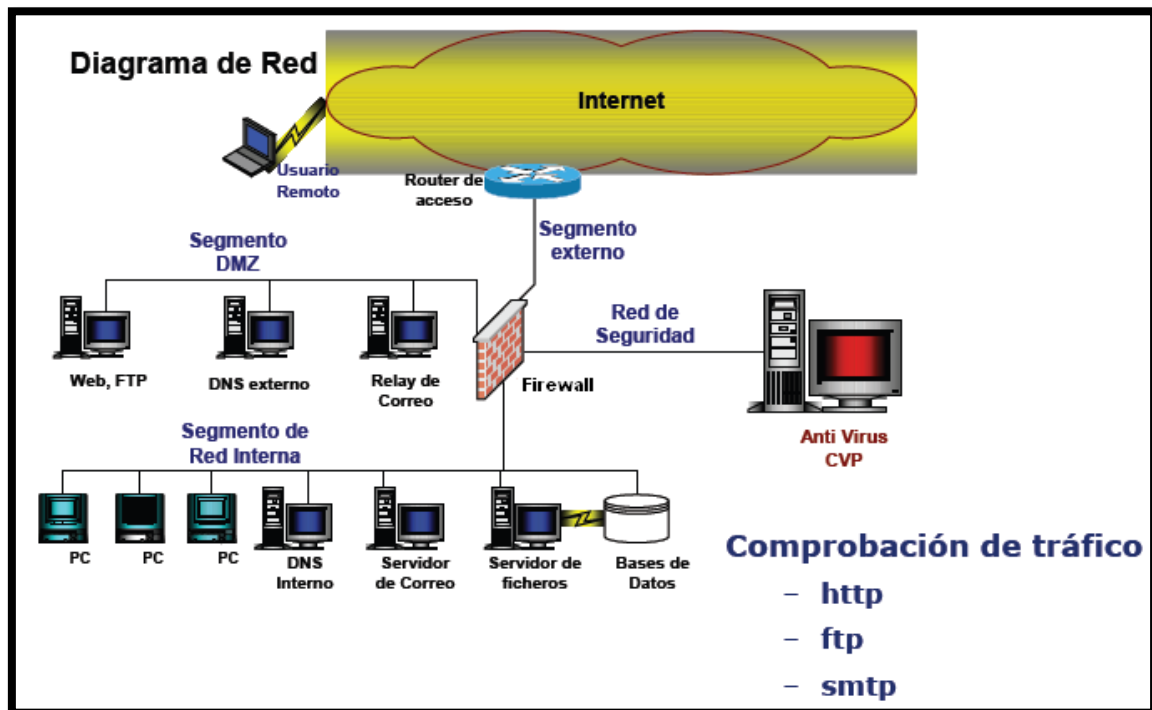 Diagrama de Red
Internet
Usuario
Remoto
Router de
acceso
Segmento
externo
Segmento
DMZ
Red de
Seguridad
Web, FTP
DNS externo
Relay de
Correo
Firewall
Anti Virus
CVP
Segmento de
Red Interna
PC
PC
PC
DNS
Interno
Servidor
de Correo
Servidor de
ficheros
Bases de
Datos
Comprobación de tráfico
– http
– ftp
– smtp